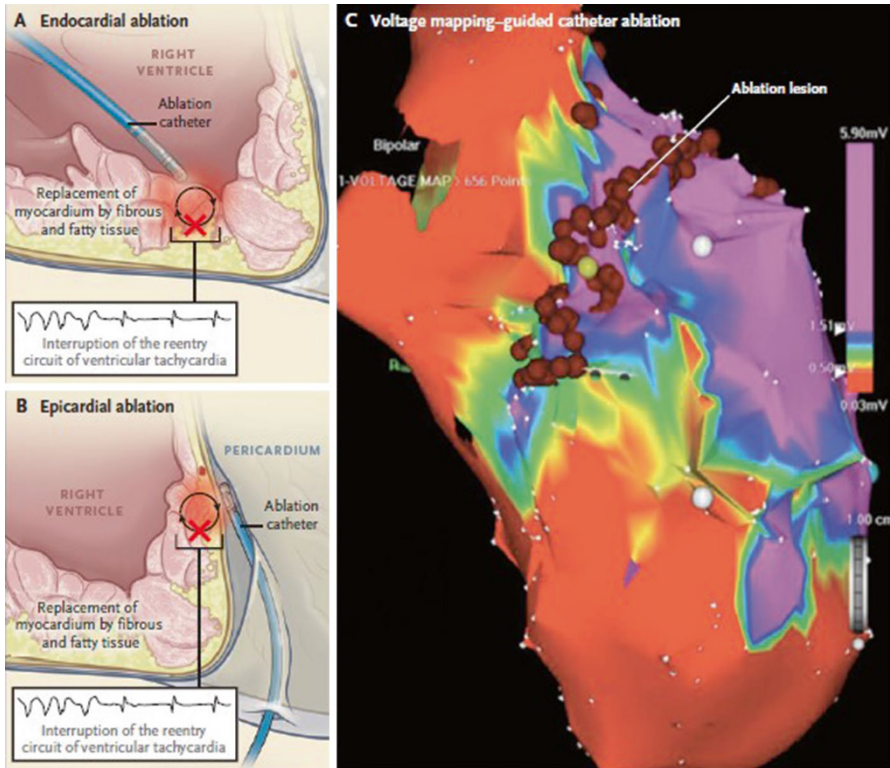 A Endocardial ablation
RIGHT
VENTRICLE
Ablation
catheter
Replacement of
myocardium by fibrous
and fatty tissue
Interruption of the reentry
circuit of ventricular tachycardia
B Epicardial ablation
PERICARDIUM
RIGHT
VENTRICLE
Ablation
catheter
Replacement of
myocardium by fibrous
and fatty tissue
Interruption of the reentry
circuit of ventricular tachycardia
C Voltage mapping–guided catheter ablation
Ablation lesion
5.90mV
Bipolar
1-VOLTAGE MAP > 656 Points
1.51mV
0.50mV
0.03mV
1.00 cm